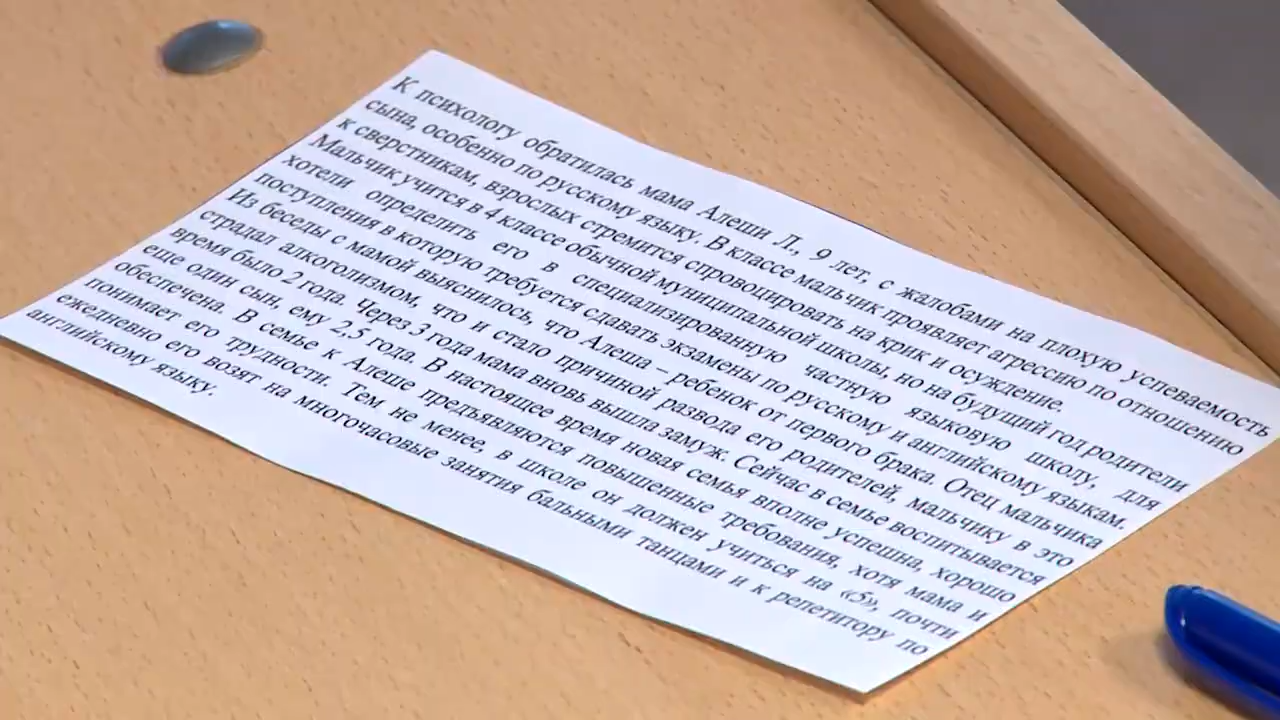 К психологу обратилась мама Алеши Л., 9 лет, с жалобами на плохую успеваемость
сына, особенно по русскому языку. В классе мальчик проявляет агрессию по отношению
к сверстникам, взрослых стремится спровоцировать на крик и осуждение.
Мальчик учится в 4 классе обычной муниципальной школы, но на будущий год родители
хотели определить его в специализированную частную языковую школу, для
поступления в которую требуется сдавать экзамены по русскому и английскому языкам.
Из беседы с мамой выяснилось, что Алеша – ребенок от первого брака. Отец мальчика
страдал алкоголизмом, что и стало причиной развода его родителей, мальчику в это
время было 2 года. Через 3 года мама вновь вышла замуж. Сейчас в семье воспитывается
еще один сын, ему 2,5 года. В настоящее время новая семья вполне успешна, хорошо
обеспечена. В семье к Алеше предъявляются повышенные требования, хотя мама и
понимает его трудности. Тем не менее, в школе он должен учиться на «5», почти
ежедневно его возят на многочасовые занятия бальными танцами и к репетитору по
английскому языку.